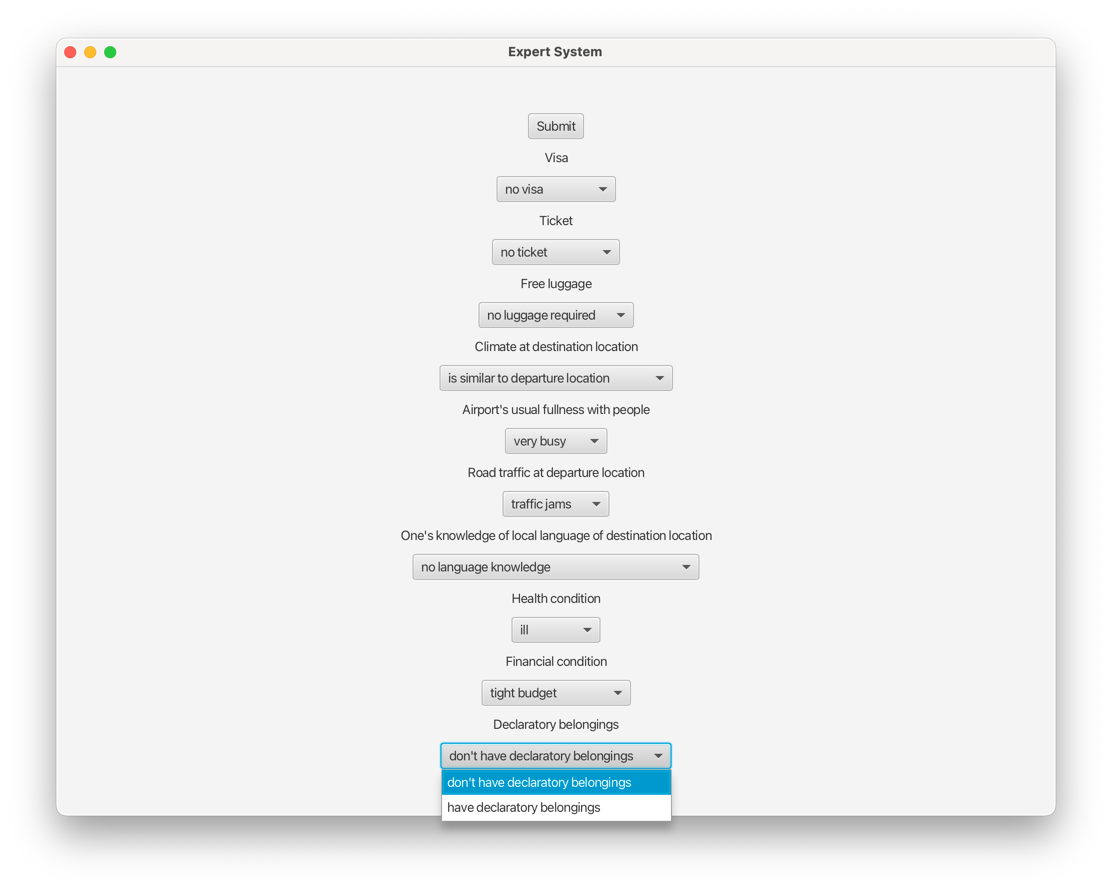 Expert System
Submit
Visa
no visa
Ticket
no ticket
Free luggage
no luggage required
Climate at destination location
is similar to departure location
Airport's usual fullness with people
very busy
Road traffic at departure location
traffic jams
One's knowledge of local language of destination location
no language knowledge
Health condition
ill
Financial condition
tight budget
Declaratory belongings
don't have declaratory belongings
don't have declaratory belongings
have declaratory belongings